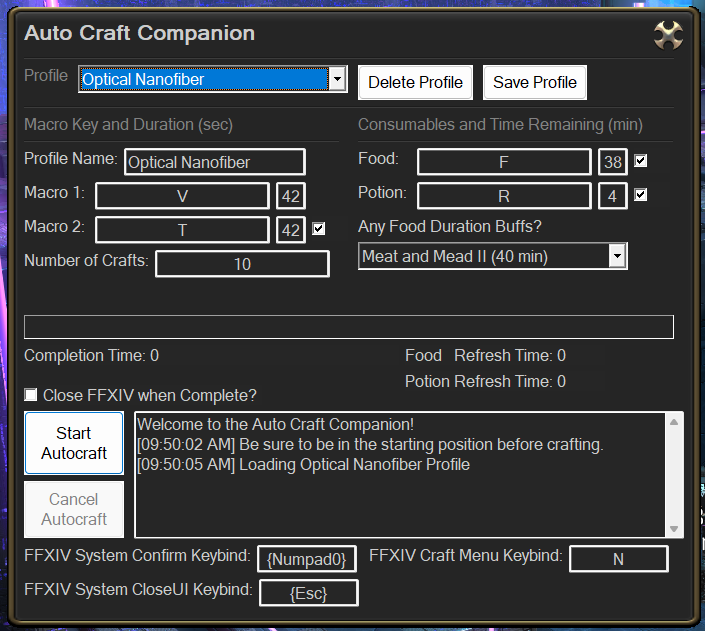 Auto Craft Companion
Profile Optical Nanofiber Delete Profile Save Profile
Macro Key and Duration (sec) Consumables and Time Remaining (min)
Profile Name: Optical Nanofiber Food: F 38
Macro 1: V 42 Potion: R 4
Macro 2: T 42 Any Food Duration Buffs?
Number of Crafts: 10 Meat and Mead II (40 min)
Completion Time: 0 Food Refresh Time: 0
Potion Refresh Time: 0
Close FFXIV when Complete?
Start Autocraft
Welcome to the Auto Craft Companion!
[09:50:02 AM] Be sure to be in the starting position before crafting.
[09:50:05 AM] Loading Optical Nanofiber Profile
Cancel Autocraft
FFXIV System Confirm Keybind: {Numpad0} FFXIV Craft Menu Keybind: N
FFXIV System CloseUI Keybind: {Esc}